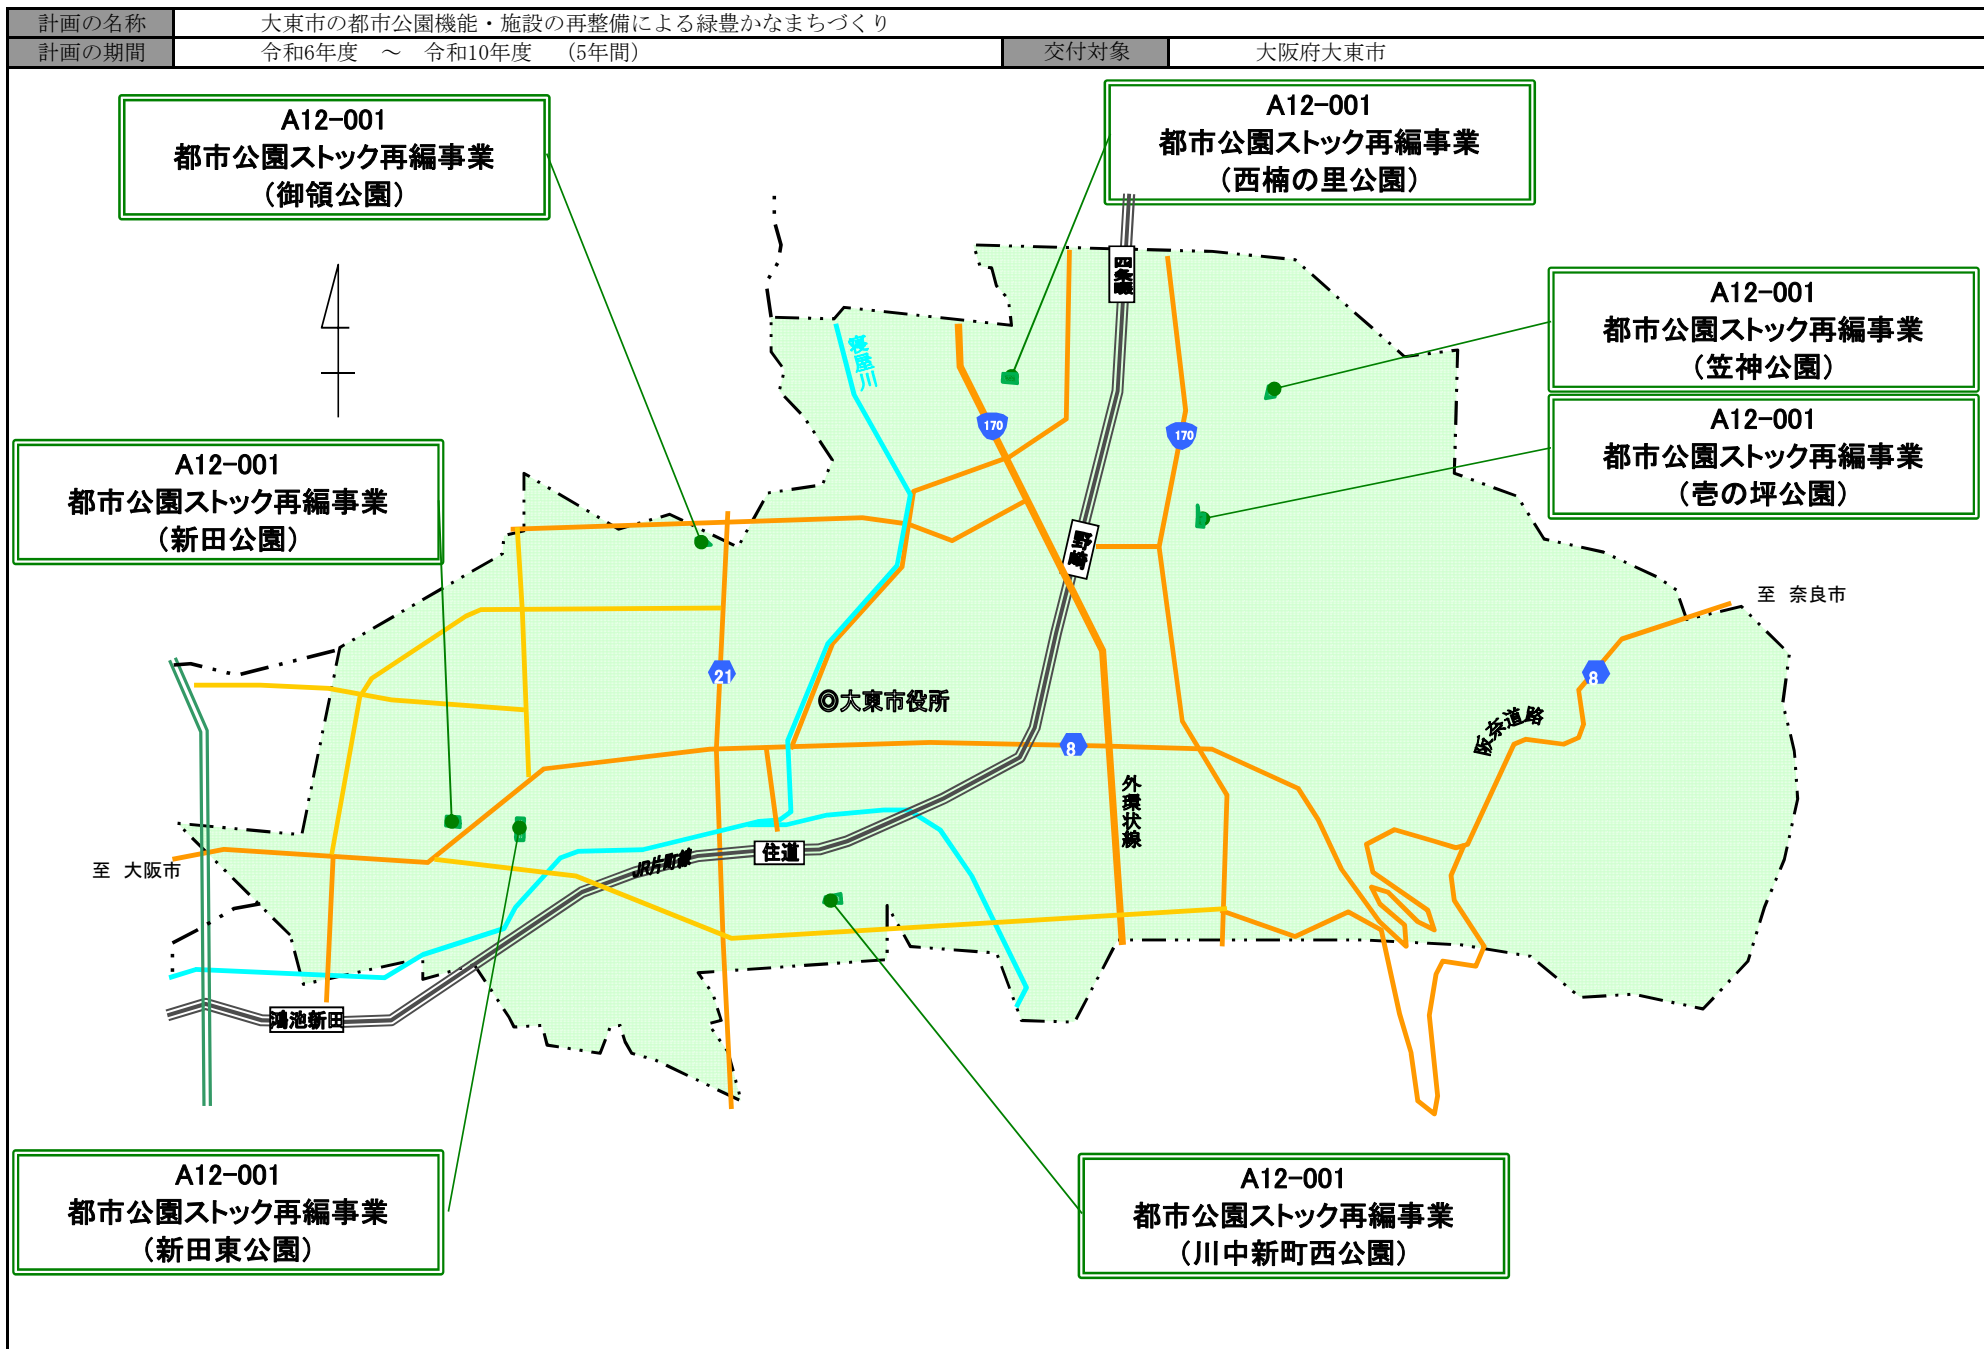 計画の名称 大東市の都市公園機能・施設の再整備による緑豊かなまちづくり
計画の期間 令和6年度 ～ 令和10年度 （5年間） 交付対象 大阪府大東市
A12-001
都市公園ストック再編事業
（御領公園）
A12-001
都市公園ストック再編事業
（西楠の里公園）
A12-001
都市公園ストック再編事業
（笠神公園）
A12-001
都市公園ストック再編事業
（壱の坪公園）
A12-001
都市公園ストック再編事業
（新田公園）
四条畷
寝屋川
170
170
野崎
至 奈良市
21
8
◎大東市役所
阪奈道路
8
外環状線
住道
JR片町線
至 大阪市
鴻池新田
A12-001
都市公園ストック再編事業
（新田東公園）
A12-001
都市公園ストック再編事業
（川中新町西公園）